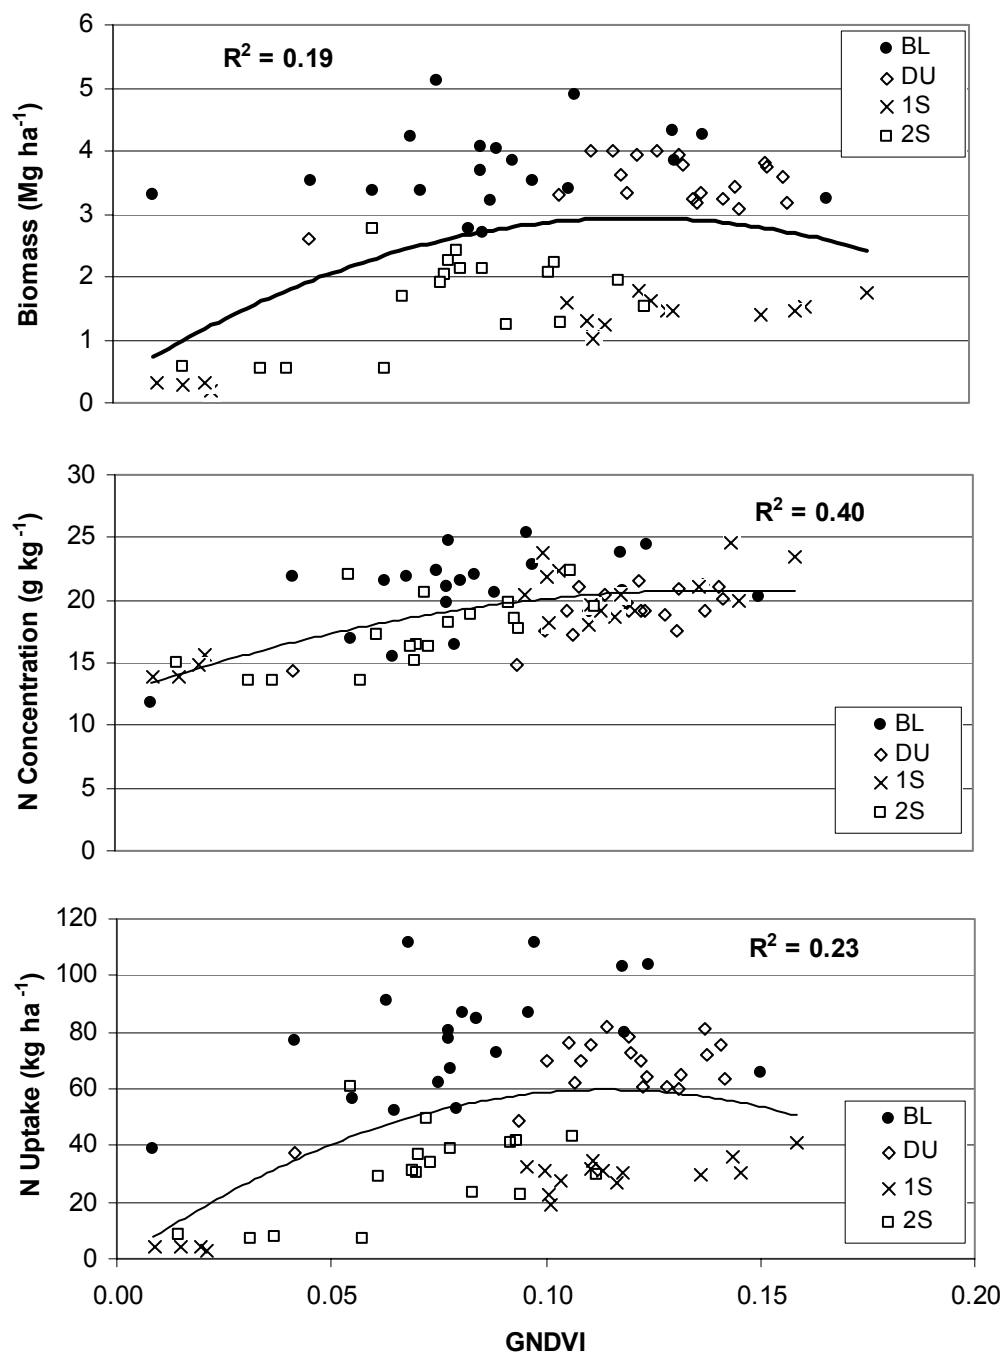 6
5
4
3
2
1
0
Biomass (Mg ha⁻¹)
R² = 0.19
BL
DU
1S
2S
30
25
20
15
10
5
0
N Concentration (g kg⁻¹)
R² = 0.40
BL
DU
1S
2S
120
100
80
60
40
20
0
N Uptake (kg ha⁻¹)
R² = 0.23
BL
DU
1S
2S
0.00 0.05 0.10 0.15 0.20
GNDVI